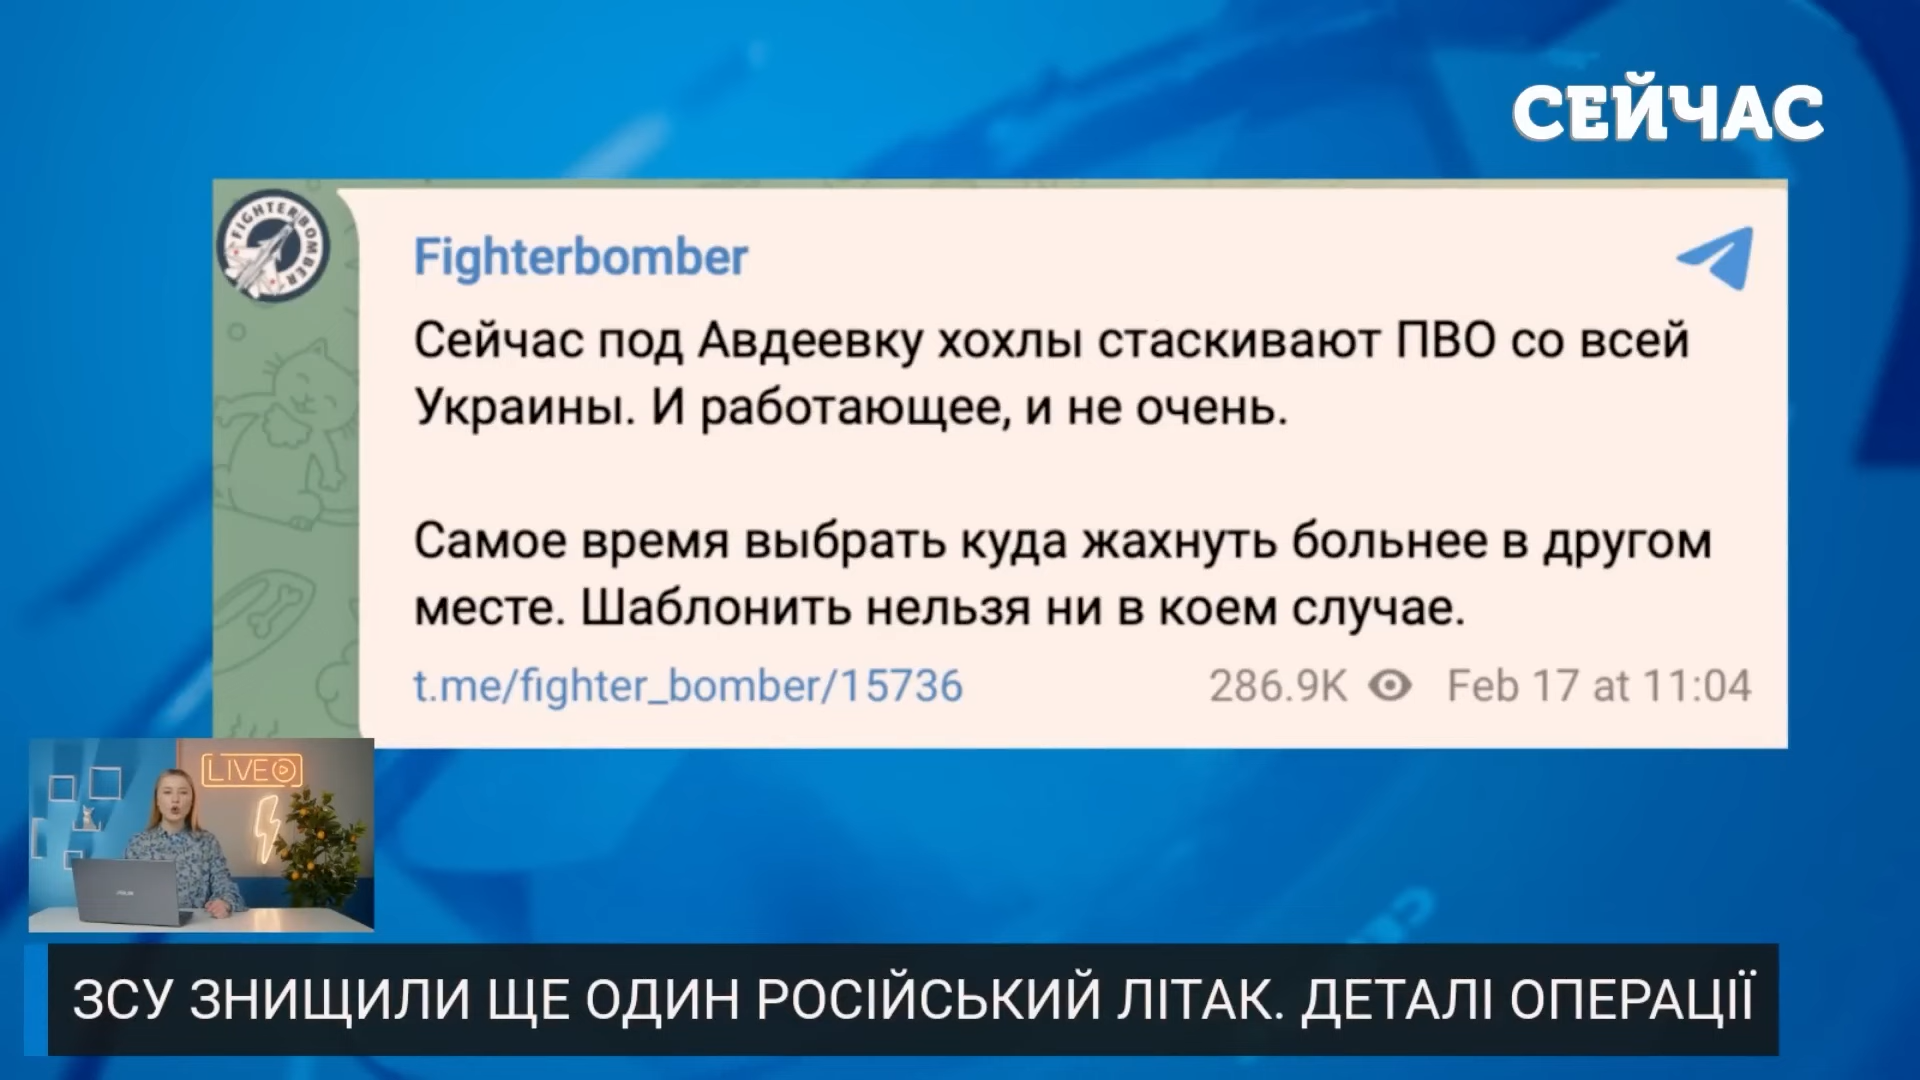 СЕЙЧАС
FIGHTERBOMBER
Fighterbomber
Сейчас под Авдеевку хохлы стаскивают ПВО со всей
Украины. И работающее, и не очень.
Самое время выбрать куда жахнуть больнее в другом
месте. Шаблонить нельзя ни в коем случае.
t.me/fighter_bomber/15736
286.9K
Feb 17 at 11:04
LIVE
ЗСУ ЗНИЩИЛИ ЩЕ ОДИН РОСІЙСЬКИЙ ЛІТАК. ДЕТАЛІ ОПЕРАЦІЇ